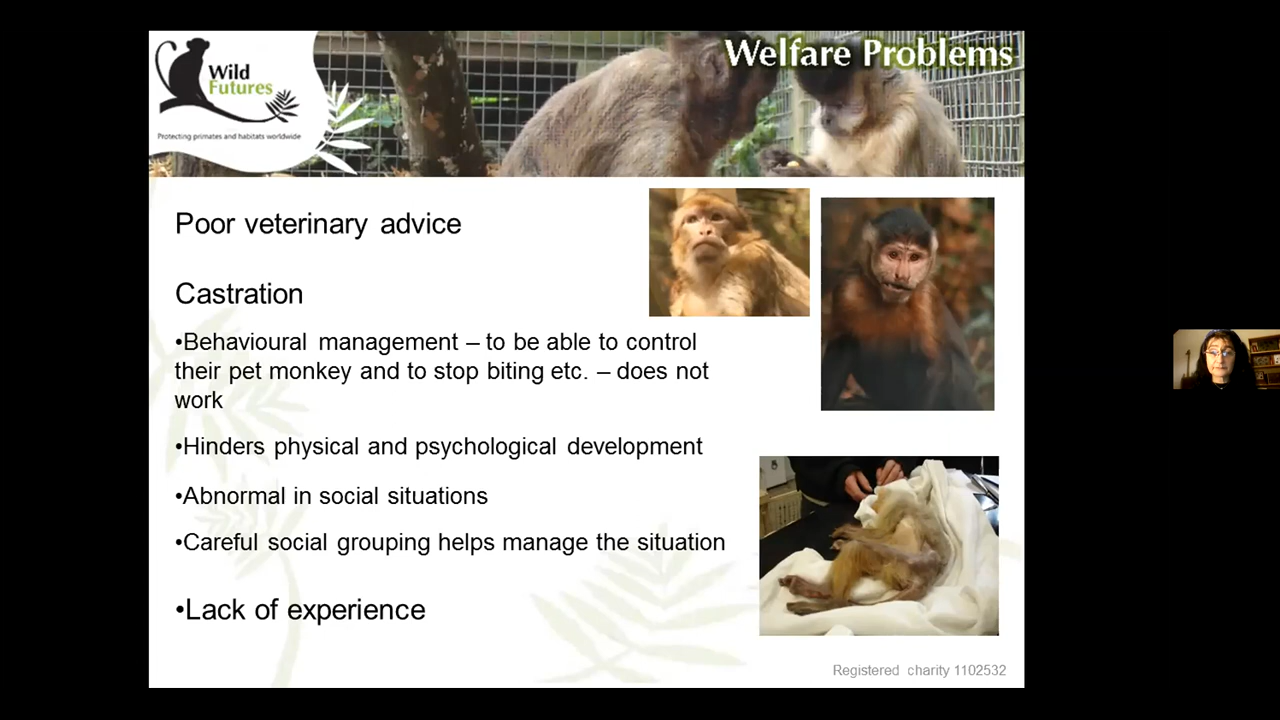 Wild
Futures
Protecting primates and habitats worldwide
Welfare Problems
Poor veterinary advice
Castration
•Behavioural management – to be able to control
their pet monkey and to stop biting etc. – does not
work
•Hinders physical and psychological development
•Abnormal in social situations
•Careful social grouping helps manage the situation
•Lack of experience
Registered charity 1102532